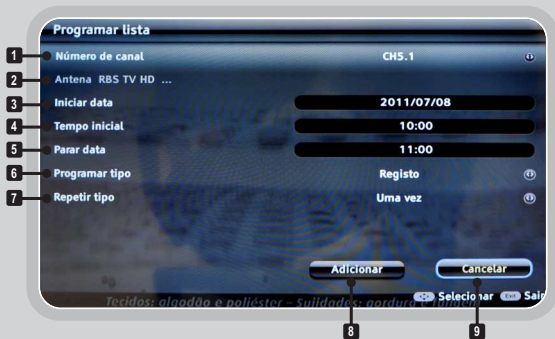 Programar lista
1 Número de canal CH5.1
2 Antena RBS TV HD ...
3 Iniciar data 2011/07/08
4 Tempo inicial 10:00
5 Parar data 11:00
6 Programar tipo Registo
7 Repetir tipo Uma vez
Adicionar Cancelar
Selecionar Exit Sair
Tecidos: algodão e poliéster - Sujidades: gordura e fuligem
8 9